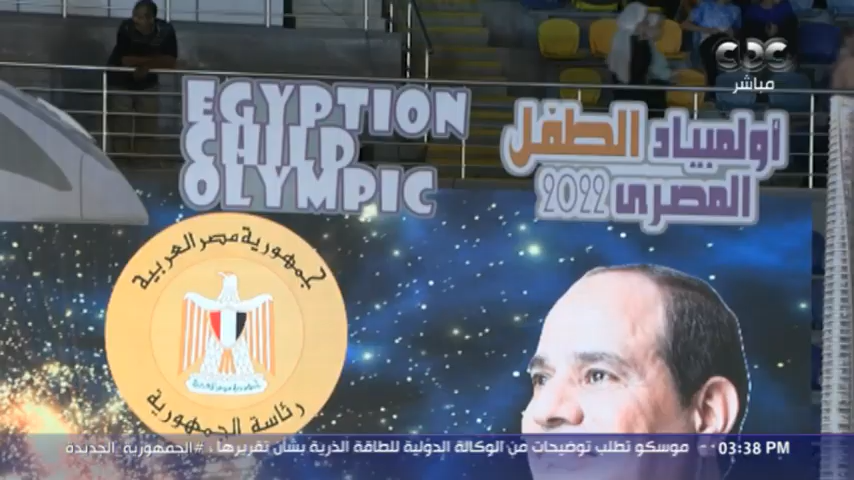 CBC
مباشر
EGYPTION
CHILD
OLYMPIC
أولمبياد الطفل
المصرى 2022
جمهورية مصر العربية
رئاسة الجمهورية
03:38 PM
موسكو تطلب توضيحات من الوكالة الدولية للطاقة الذرية بشأن تقريرها ، #الجمهورية_الجديدة